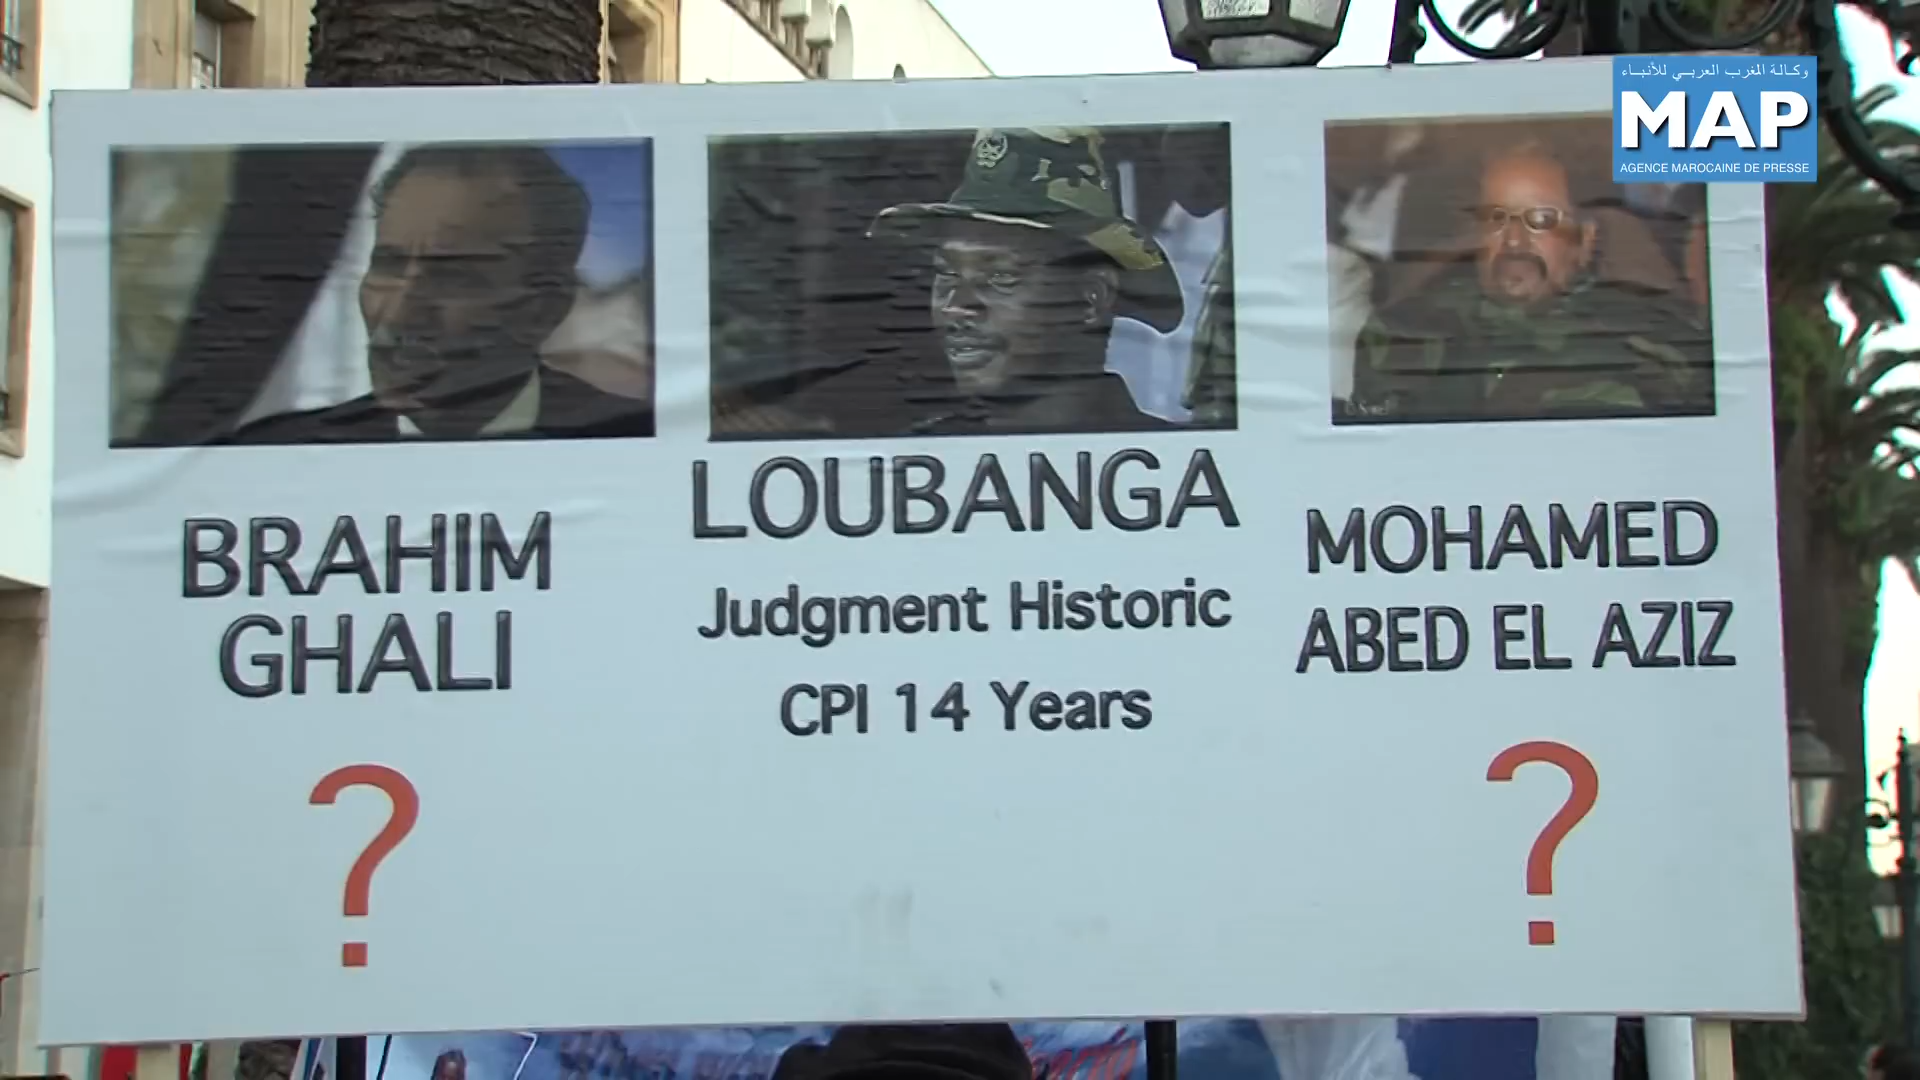 وكالة المغرب العربي للأنباء
MAP
AGENCE MAROCAINE DE PRESSE
BRAHIM
GHALI
?
LOUBANGA
Judgment Historic
CPI 14 Years
MOHAMED
ABED EL AZIZ
?